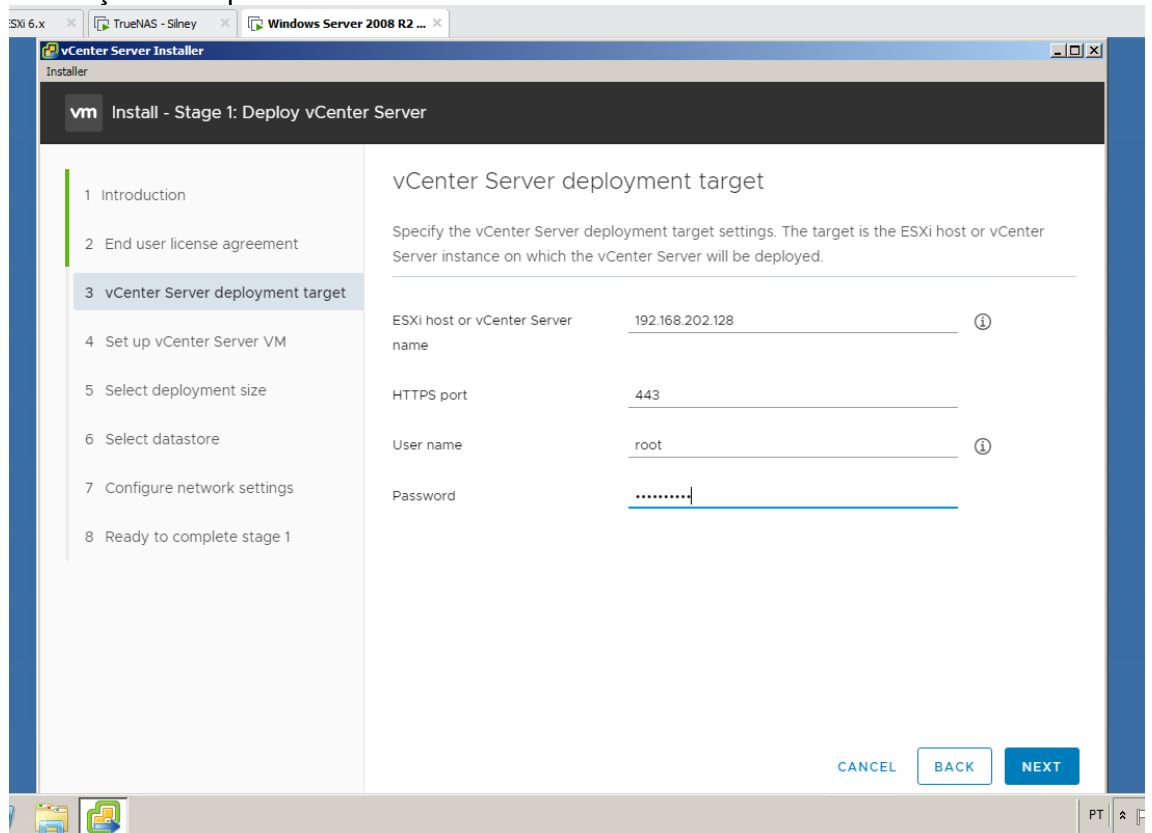 SXi 6.x
TrueNAS - Silney
Windows Server 2008 R2 ...
vCenter Server Installer
Installer
vm Install - Stage 1: Deploy vCenter Server
1 Introduction
2 End user license agreement
3 vCenter Server deployment target
4 Set up vCenter Server VM
5 Select deployment size
6 Select datastore
7 Configure network settings
8 Ready to complete stage 1
vCenter Server deployment target
Specify the vCenter Server deployment target settings. The target is the ESXi host or vCenter
Server instance on which the vCenter Server will be deployed.
ESXi host or vCenter Server
name
192.168.202.128
HTTPS port 443
User name root
Password ••••••••••
CANCEL BACK NEXT
PT